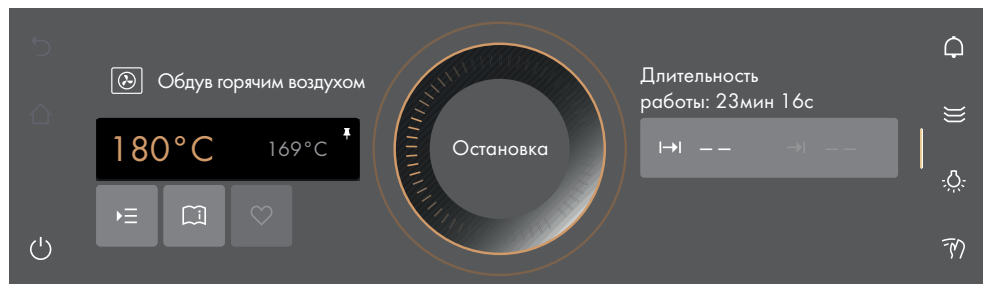 Обдув горячим воздухом
180°C 169°C
Остановка
Длительность
работы: 23мин 16с
-- --